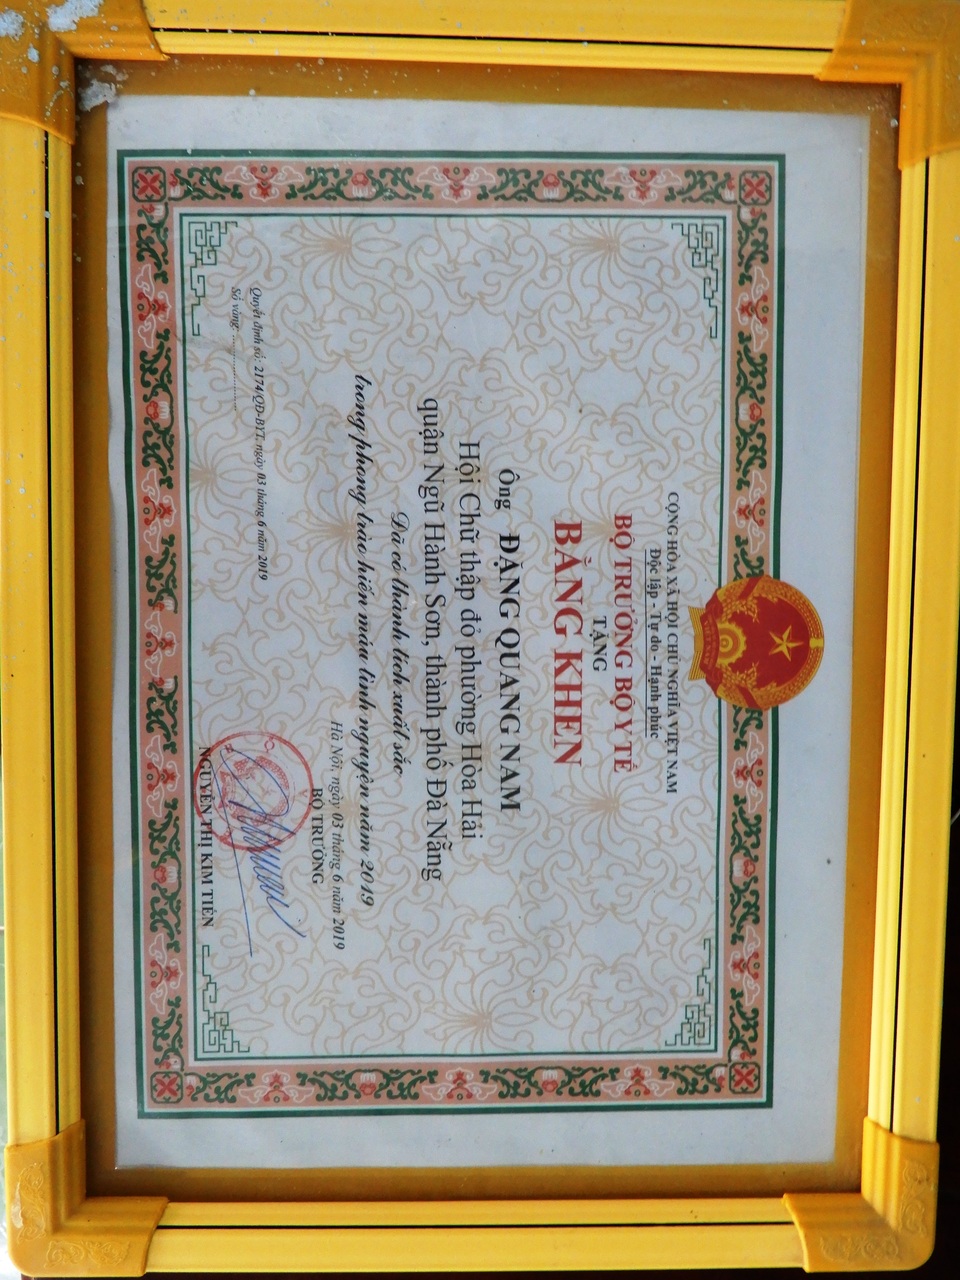 CỘNG HÒA XÃ HỘI CHỦ NGHĨA VIỆT NAM
Độc lập - Tự do - Hạnh phúc
BỘ TRƯỞNG BỘ Y TẾ
TẶNG
BẰNG KHEN
Ông ĐẶNG QUANG NAM
Hội Chữ thập đỏ phường Hòa Hải
quận Ngũ Hành Sơn, thành phố Đà Nẵng
Đã có thành tích xuất sắc
trong phong trào hiến máu tình nguyện năm 2019
Hà Nội, ngày 03 tháng 6 năm 2019
BỘ TRƯỞNG
Quyết định số: 2174/QĐ-BYT, ngày 03 tháng 6 năm 2019
Sổ vàng: ........................
NGUYỄN THỊ KIM TIẾN